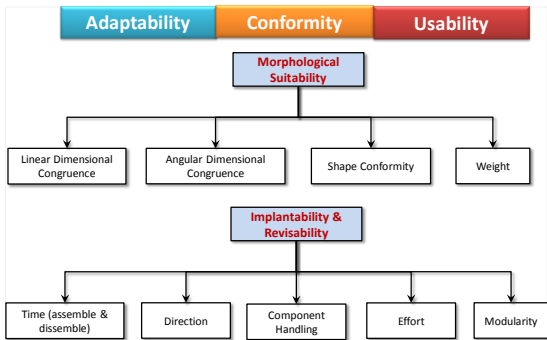 Adaptability
Conformity
Usability
Morphological
Suitability
Linear Dimensional
Congruence
Angular Dimensional
Congruence
Shape Conformity
Weight
Implantability &
Revisability
Time (assemble &
dissemble)
Direction
Component
Handling
Effort
Modularity